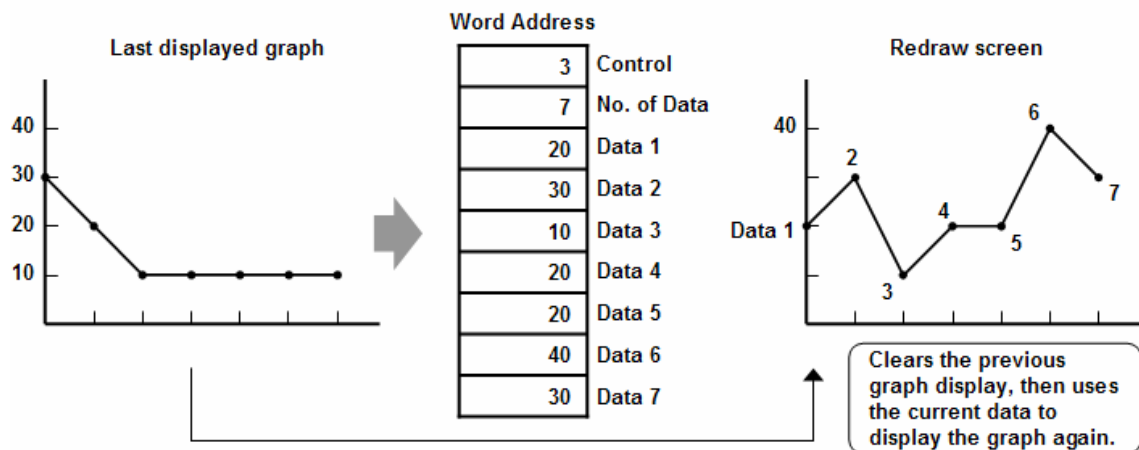 Last displayed graph
40
30
20
10
Word Address
3 Control
7 No. of Data
20 Data 1
30 Data 2
10 Data 3
20 Data 4
20 Data 5
40 Data 6
30 Data 7
Redraw screen
40
Data 1
2
3
4
5
6
7
Clears the previous
graph display, then uses
the current data to
display the graph again.